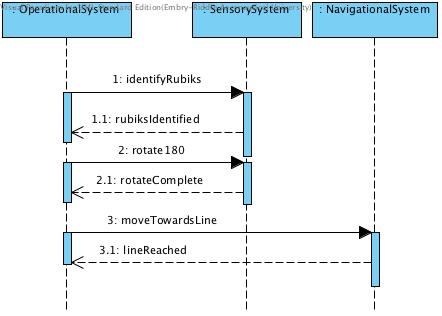 : OperationalSystem
: SensorySystem
: NavigationalSystem
1: identifyRubiks
1.1: rubiksIdentified
2: rotate180
2.1: rotateComplete
3: moveTowardsLine
3.1: lineReached